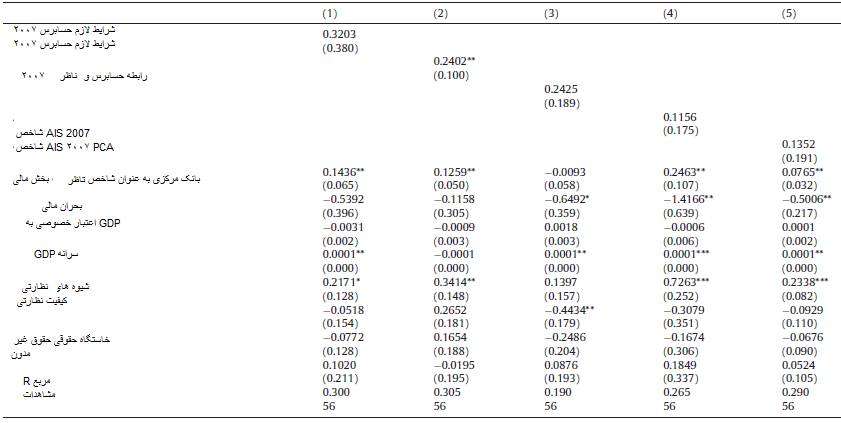 (1) (2) (3) (4) (5)
شرایط لازم حسابرس ۲۰۰۷ 0.3203
شرایط لازم حسابرس ۲۰۰۷ (0.380)
0.2402**
رابطه حسابرس و ناظر ۲۰۰۷ (0.100)
0.2425
(0.189)
0.1156
شاخص AIS 2007 (0.175)
شاخص AIS ۲۰۰۷ PCA 0.1352
(0.191)
بانک مرکزی به عنوان شاخص ناظر ، بخش مالی 0.1436** 0.1259** −0.0093 0.2463** 0.0765**
(0.065) (0.050) (0.058) (0.107) (0.032)
بحران مالی −0.5392 −0.1158 −0.6492* −1.4166** −0.5006**
(0.396) (0.305) (0.359) (0.639) (0.217)
اعتبار خصوصی به GDP −0.0031 −0.0009 0.0018 −0.0006 0.0001
(0.002) (0.003) (0.003) (0.006) (0.002)
سرانه GDP 0.0001** −0.0001 0.0001** 0.0001*** 0.0001**
(0.000) (0.000) (0.000) (0.000) (0.000)
شیوه های نظارتی 0.2171* 0.3414** 0.1397 0.7263*** 0.2338***
کیفیت نظارتی (0.128) (0.148) (0.157) (0.252) (0.082)
−0.0518 0.2652 −0.4434** −0.3079 −0.0929
(0.154) (0.181) (0.179) (0.351) (0.110)
خاستگاه حقوقی حقوق غیر −0.0772 0.1654 −0.2486 −0.1674 −0.0676
مدون (0.128) (0.188) (0.204) (0.306) (0.090)
0.1020 −0.0195 0.0876 0.1849 0.0524
مربع R (0.211) (0.195) (0.193) (0.337) (0.105)
مشاهدات 0.300 0.305 0.190 0.265 0.290
56 56 56 56 56